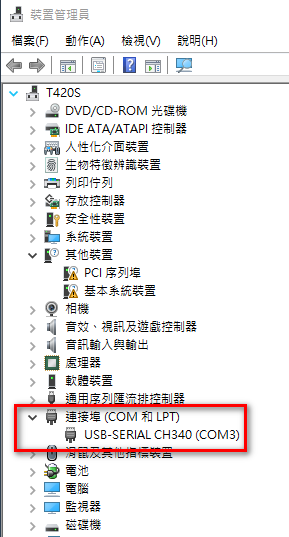 裝置管理員
檔案(F) 動作(A) 檢視(V) 說明(H)
T420S
DVD/CD-ROM 光碟機
IDE ATA/ATAPI 控制器
人性化介面裝置
生物特徵辨識裝置
列印佇列
存放控制器
安全性裝置
系統裝置
其他裝置
PCI 序列埠
基本系統裝置
相機
音效、視訊及遊戲控制器
音訊輸入與輸出
處理器
軟體裝置
通用序列匯流排控制器
連接埠 (COM 和 LPT)
USB-SERIAL CH340 (COM3)
滑鼠及其他指標裝置
電池
電腦
監視器
磁碟機